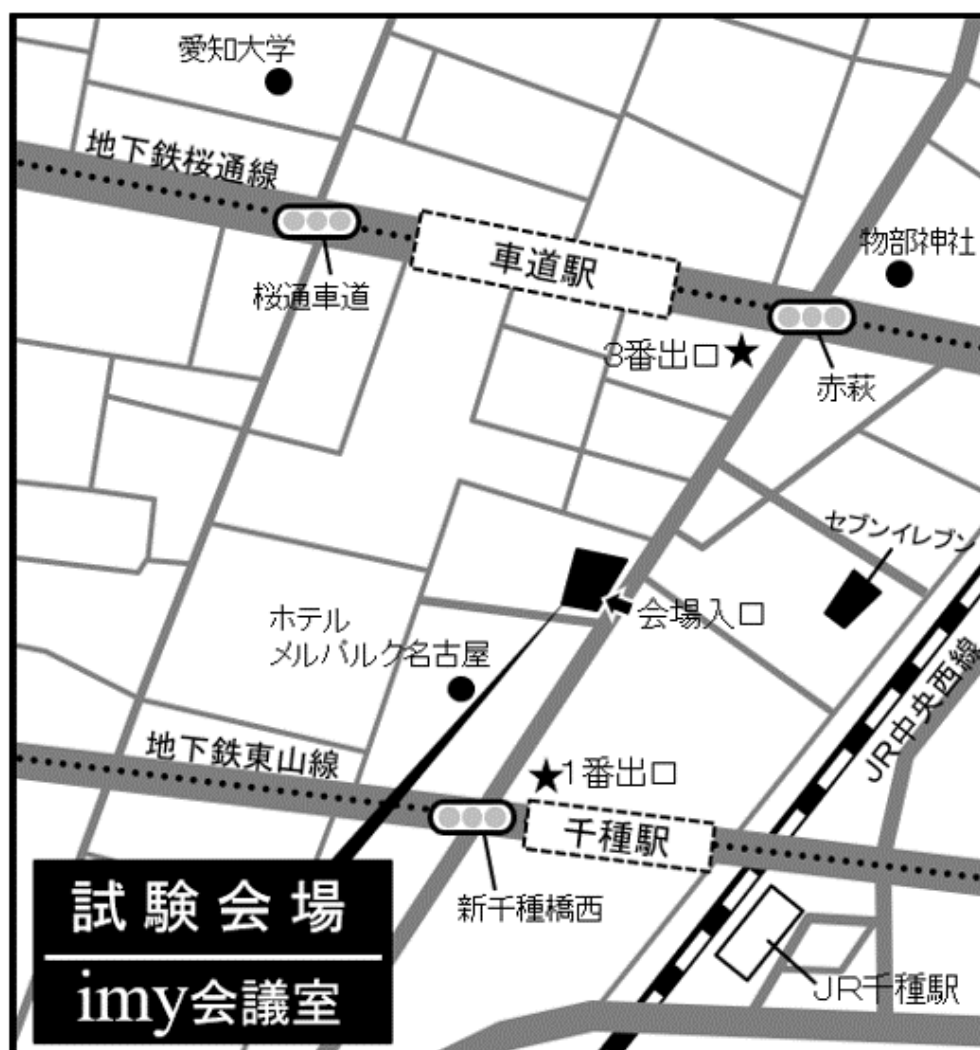 愛知大学
地下鉄桜通線
車道駅
物部神社
桜通車道
3番出口
赤萩
セブンイレブン
会場入口
ホテル
メルパルク名古屋
JR中央西線
地下鉄東山線
1番出口
千種駅
新千種橋西
試験会場
imy会議室
JR千種駅